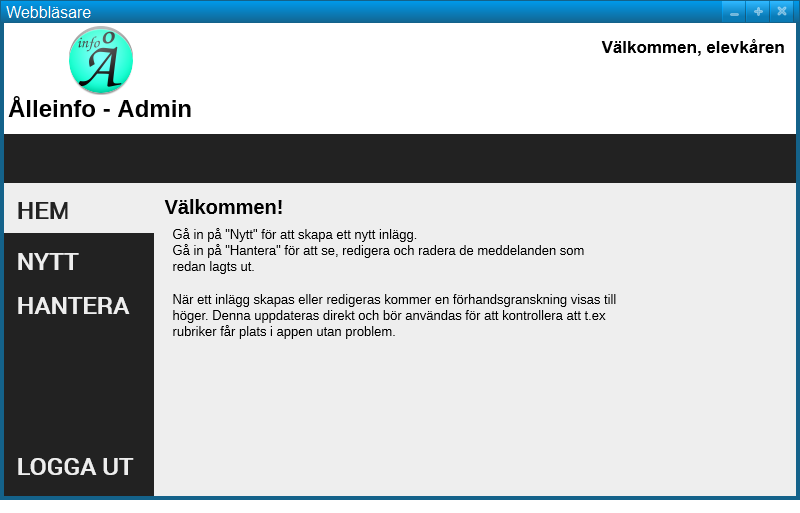 Webbläsare
info
Å
Välkommen, elevkåren
Ålleinfo - Admin
HEM
NYTT
HANTERA
LOGGA UT
Välkommen!
Gå in på "Nytt" för att skapa ett nytt inlägg.
Gå in på "Hantera" för att se, redigera och radera de meddelanden som
redan lagts ut.
När ett inlägg skapas eller redigeras kommer en förhandsgranskning visas till
höger. Denna uppdateras direkt och bör användas för att kontrollera att t.ex
rubriker får plats i appen utan problem.